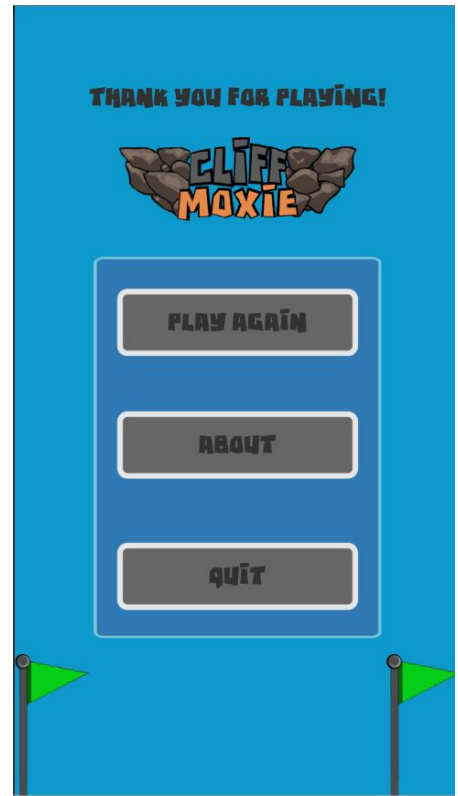 THANK YOU FOR PLAYING!
CLIFF
MOXIE
PLAY AGAIN
ABOUT
QUIT